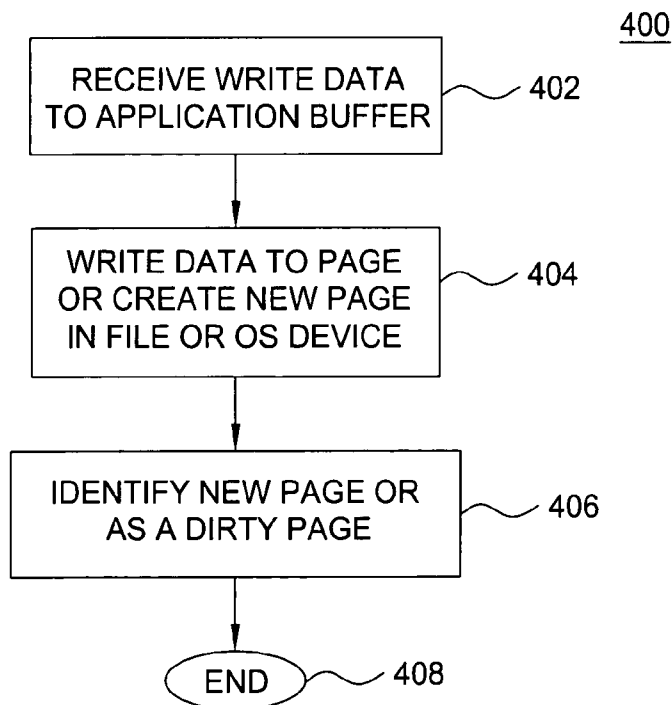 400
RECEIVE WRITE DATA
TO APPLICATION BUFFER
402
WRITE DATA TO PAGE
OR CREATE NEW PAGE
IN FILE OR OS DEVICE
404
IDENTIFY NEW PAGE OR
AS A DIRTY PAGE
406
END
408